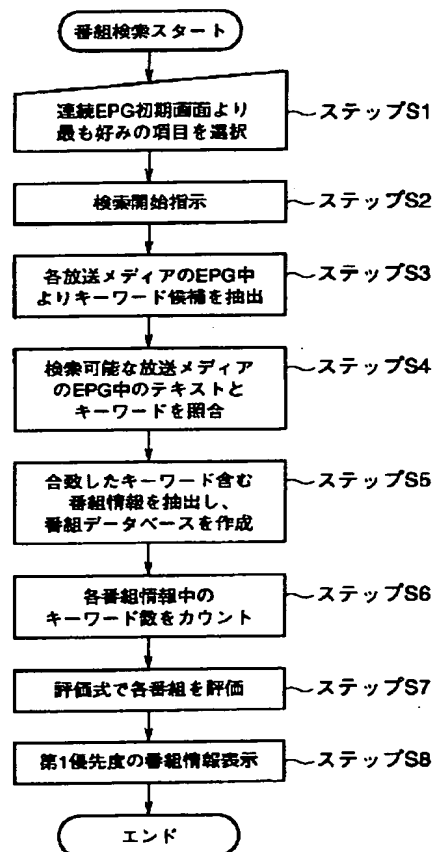 番組検索スタート
連続EPG初期画面より
最も好みの項目を選択
ステップS1
検索開始指示
ステップS2
各放送メディアのEPG中
よりキーワード候補を抽出
ステップS3
検索可能な放送メディア
のEPG中のテキストと
キーワードを照合
ステップS4
合致したキーワード含む
番組情報を抽出し、
番組データベースを作成
ステップS5
各番組情報中の
キーワード数をカウント
ステップS6
評価式で各番組を評価
ステップS7
第1優先度の番組情報表示
ステップS8
エンド